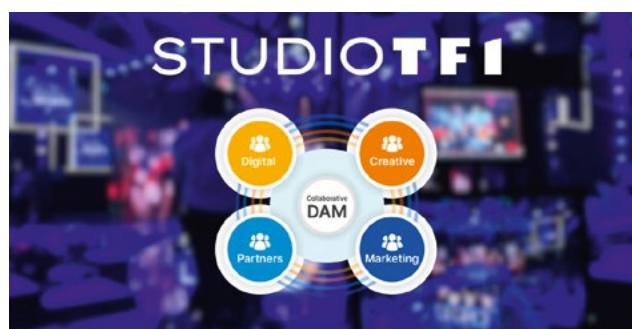 STUDIOTF1
Digital
Creative
Collaborative
DAM
Partners
Marketing